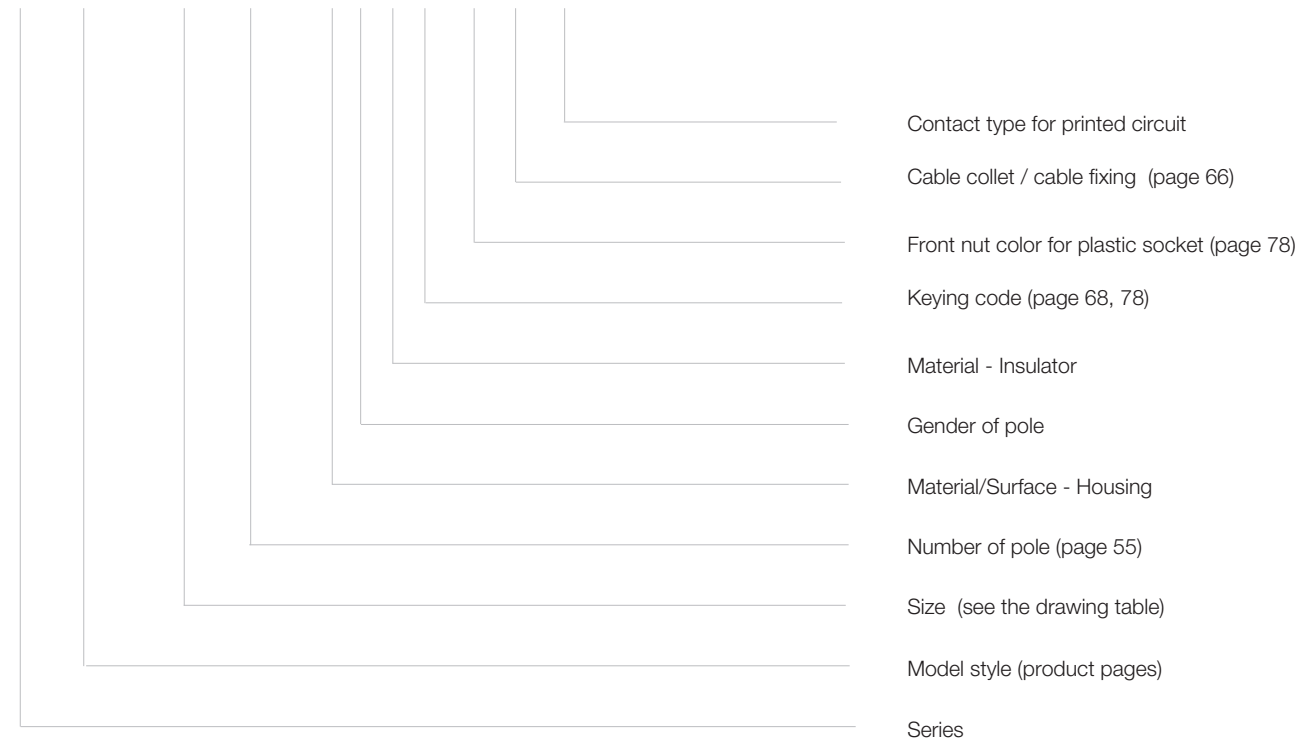 Contact type for printed circuit
Cable collet / cable fixing  (page 66)
Front nut color for plastic socket (page 78)
Keying code (page 68, 78)
Material - Insulator
Gender of pole
Material/Surface - Housing
Number of pole (page 55)
Size  (see the drawing table)
Model style (product pages)
Series